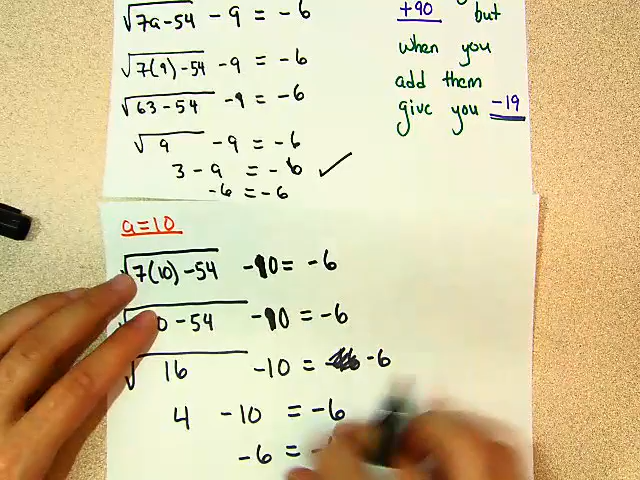 √7a-54 - 9 = -6
√7(9)-54 - 9 = -6
√63-54 - 9 = -6
√9 - 9 = -6
3 - 9 = -6 ✓
-6 = -6
+90 but
when you
add them
give you -19
a=10
√7(10)-54 - 10 = -6
0-54 - 10 = -6
√16 - 10 = -6
4 - 10 = -6
-6 = -